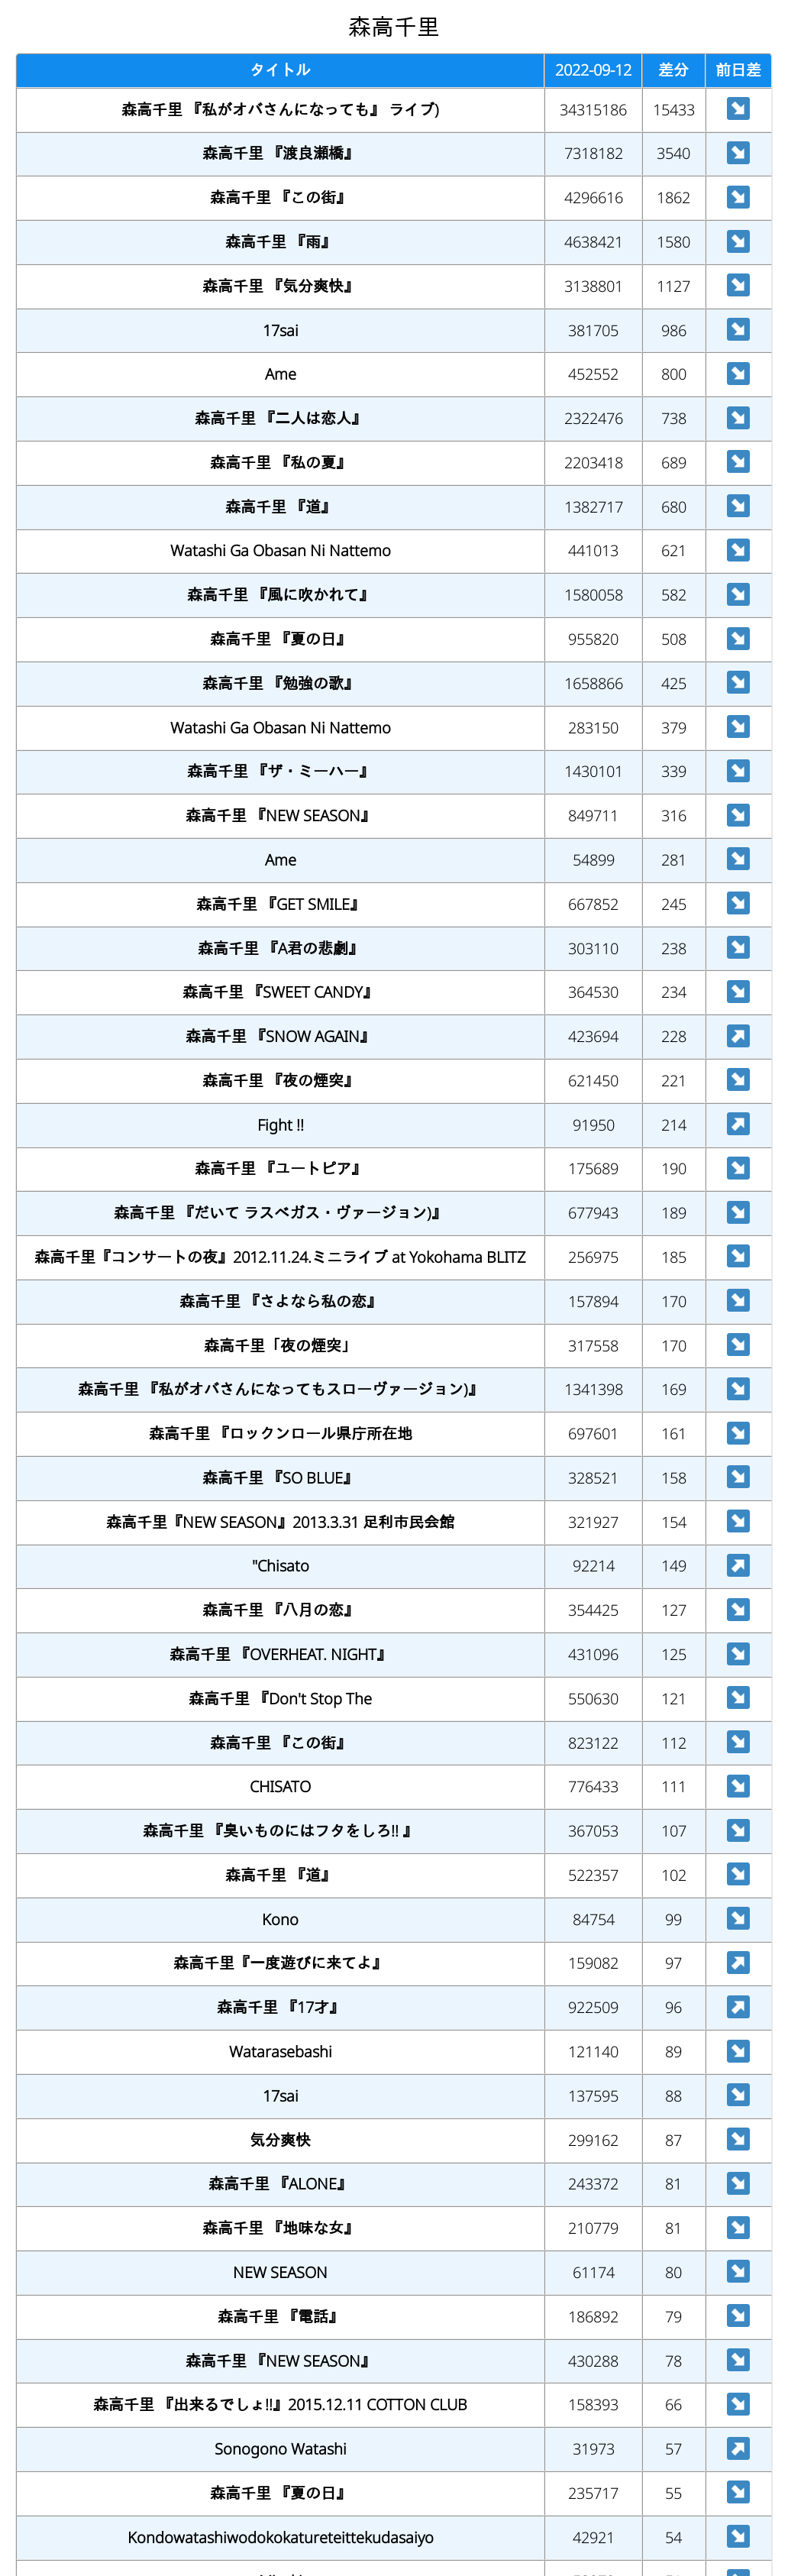 森高千里
タイトル 2022-09-12 差分 前日差
森高千里 『私がオバさんになっても』 ライブ) 34315186 15433
森高千里 『渡良瀬橋』 7318182 3540
森高千里 『この街』 4296616 1862
森高千里 『雨』 4638421 1580
森高千里 『気分爽快』 3138801 1127
17sai 381705 986
Ame 452552 800
森高千里 『二人は恋人』 2322476 738
森高千里 『私の夏』 2203418 689
森高千里 『道』 1382717 680
Watashi Ga Obasan Ni Nattemo 441013 621
森高千里 『風に吹かれて』 1580058 582
森高千里 『夏の日』 955820 508
森高千里 『勉強の歌』 1658866 425
Watashi Ga Obasan Ni Nattemo 283150 379
森高千里 『ザ・ミーハー』 1430101 339
森高千里 『NEW SEASON』 849711 316
Ame 54899 281
森高千里 『GET SMILE』 667852 245
森高千里 『A君の悲劇』 303110 238
森高千里 『SWEET CANDY』 364530 234
森高千里 『SNOW AGAIN』 423694 228
森高千里 『夜の煙突』 621450 221
Fight !! 91950 214
森高千里 『ユートピア』 175689 190
森高千里 『だいて ラスベガス・ヴァージョン)』 677943 189
森高千里『コンサートの夜』2012.11.24.ミニライブ at Yokohama BLITZ 256975 185
森高千里 『さよなら私の恋』 157894 170
森高千里「夜の煙突」 317558 170
森高千里 『私がオバさんになってもスローヴァージョン)』 1341398 169
森高千里 『ロックンロール県庁所在地 697601 161
森高千里 『SO BLUE』 328521 158
森高千里『NEW SEASON』2013.3.31 足利市民会館 321927 154
"Chisato 92214 149
森高千里 『八月の恋』 354425 127
森高千里 『OVERHEAT. NIGHT』 431096 125
森高千里 『Don't Stop The 550630 121
森高千里 『この街』 823122 112
CHISATO 776433 111
森高千里 『臭いものにはフタをしろ!! 』 367053 107
森高千里 『道』 522357 102
Kono 84754 99
森高千里『一度遊びに来てよ』 159082 97
森高千里 『17才』 922509 96
Watarasebashi 121140 89
17sai 137595 88
気分爽快 299162 87
森高千里 『ALONE』 243372 81
森高千里 『地味な女』 210779 81
NEW SEASON 61174 80
森高千里 『電話』 186892 79
森高千里 『NEW SEASON』 430288 78
森高千里 『出来るでしょ!!』2015.12.11 COTTON CLUB 158393 66
Sonogono Watashi 31973 57
森高千里 『夏の日』 235717 55
Kondowatashiwodokokatureteittekudasaiyo 42921 54